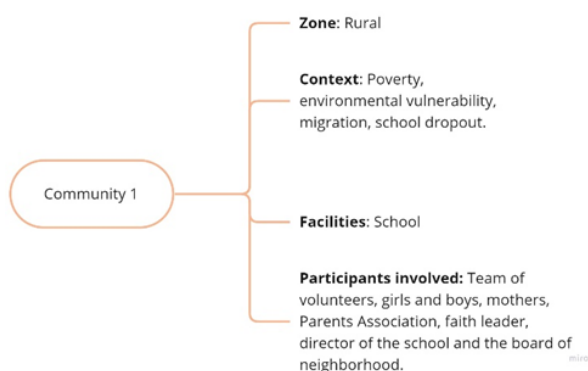 Community 1
Zone: Rural
Context: Poverty,
environmental vulnerability,
migration, school dropout.
Facilities: School
Participants involved: Team of
volunteers, girls and boys, mothers,
Parents Association, faith leader,
director of the school and the board of
neighborhood.
miro